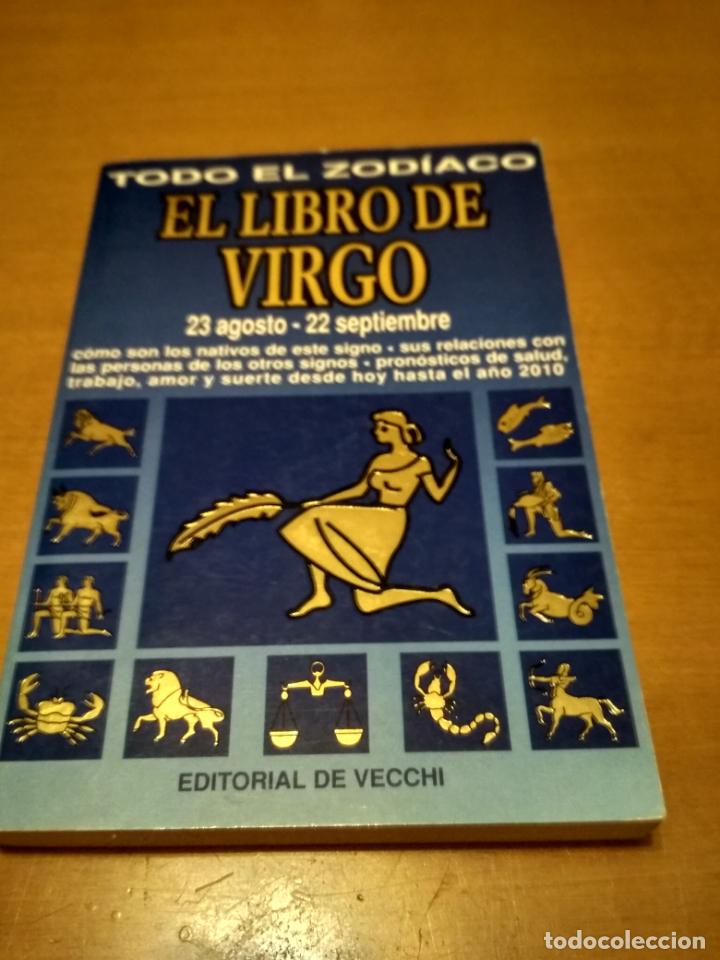 TODO EL ZODÍACO
EL LIBRO DE
VIRGO
23 agosto - 22 septiembre
cómo son los nativos de este signo - sus relaciones con
las personas de los otros signos - pronósticos de salud,
trabajo, amor y suerte desde hoy hasta el año 2010
EDITORIAL DE VECCHI
todocoleccion